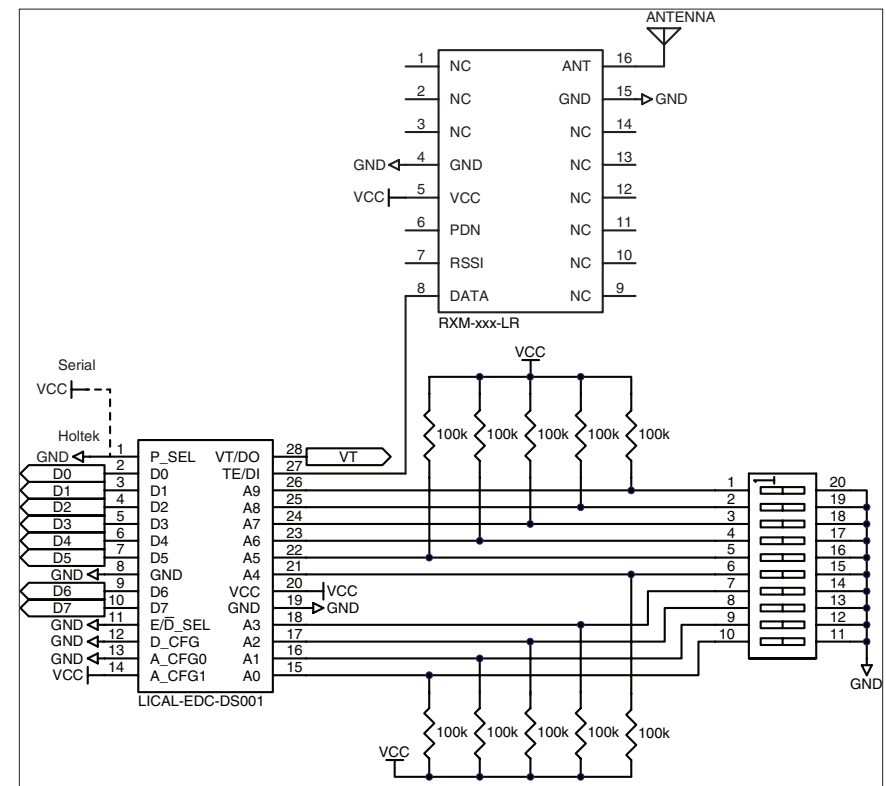 ANTENNA
1 NC ANT 16
2 NC GND 15 GND
3 NC NC 14
GND 4 GND NC 13
VCC 5 VCC NC 12
6 PDN NC 11
7 RSSI NC 10
8 DATA NC 9
RXM-xxx-LR
VCC
100k 100k 100k 100k 100k
Serial
VCC
Holtek
GND 1 P_SEL VT/DO 28 VT
D0 2 D0 TE/DI 27
D1 3 D1 A9 26 1 20
D2 4 D2 A8 25 2 19
D3 5 D3 A7 24 3 18
D4 6 D4 A6 23 4 17
D5 7 D5 A5 22 5 16
GND 8 GND A4 21 6 15
D6 9 D6 VCC 20 VCC 7 14
D7 10 D7 GND 19 GND 8 13
GND 11 E/D̅_SEL A3 18 9 12
GND 12 D_CFG A2 17 10 11
GND 13 A_CFG0 A1 16
VCC 14 A_CFG1 A0 15
GND
LICAL-EDC-DS001
100k 100k 100k 100k 100k
VCC